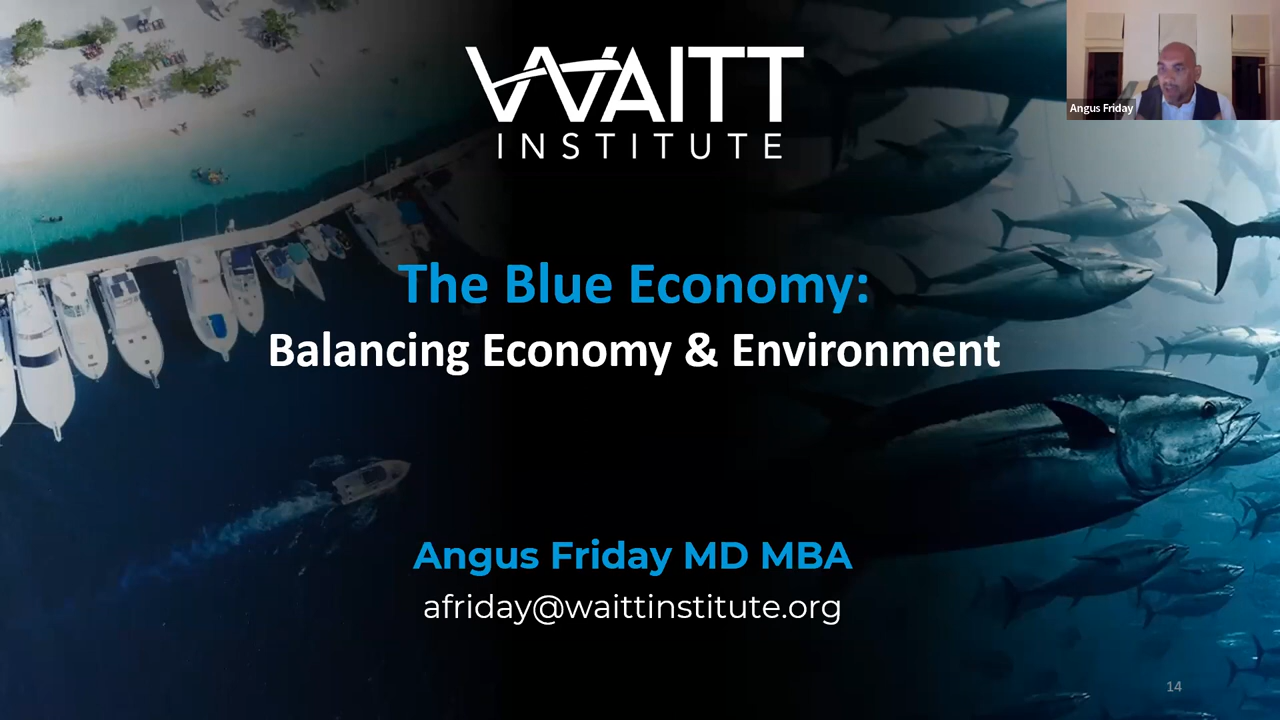 WAITT
INSTITUTE
Angus Friday
The Blue Economy:
Balancing Economy & Environment
Angus Friday MD MBA
afriday@waittinstitute.org
14